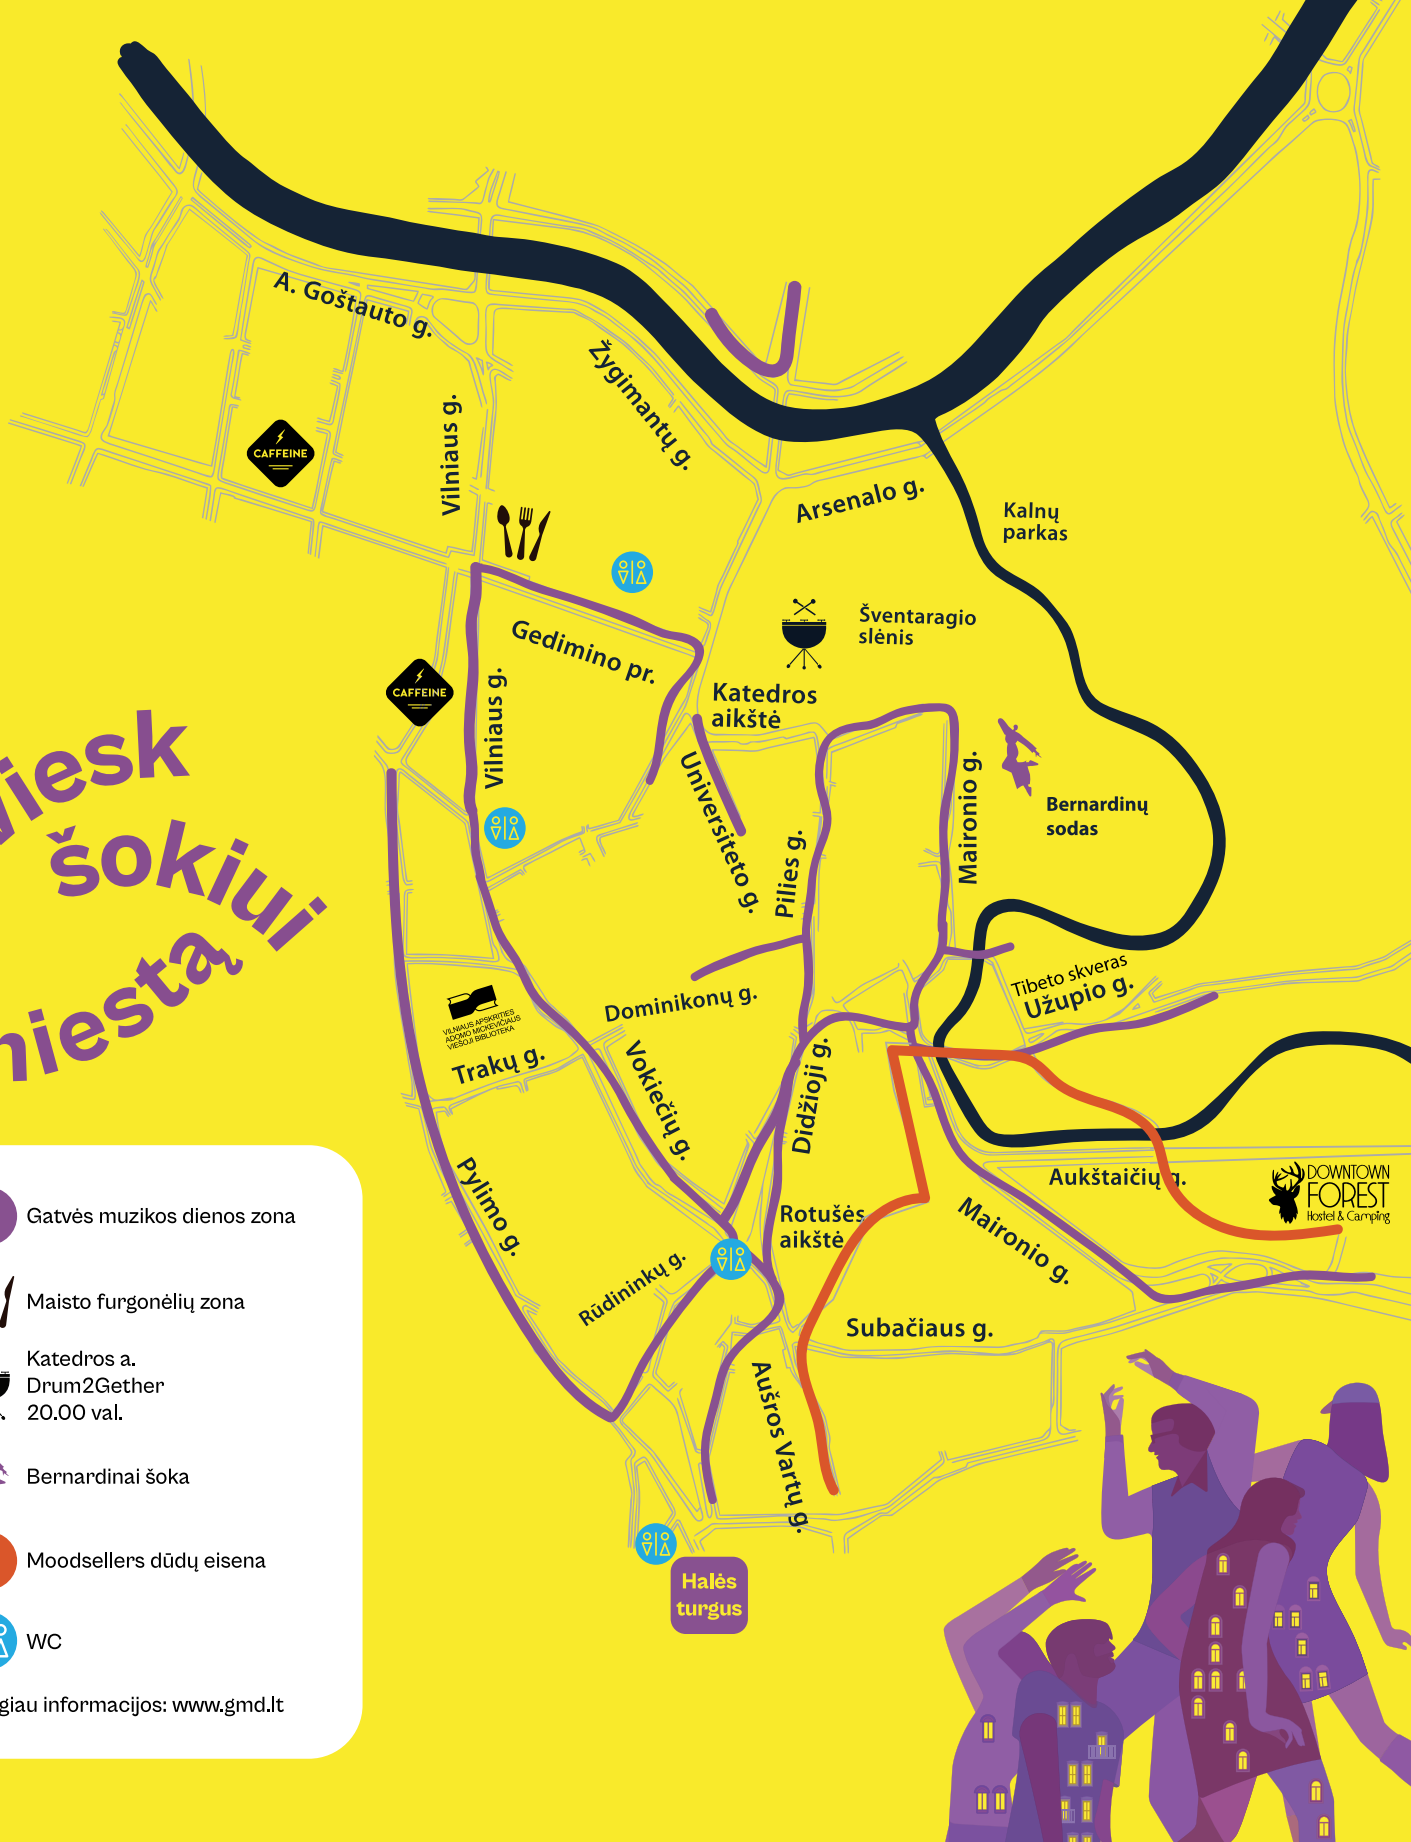 A. Goštauto g.
Žygimantų g.
Vilniaus g.
CAFFEINE
Arsenalo g.
Kalnų
parkas
Šventaragio
slėnis
Gedimino pr.
CAFFEINE
Vilniaus g.
Katedros
aikštė
Universiteto g.
Pilies g.
Maironio g.
Bernardinų
sodas
šokiui
Dominikonų g.
Tibeto skveras
Užupio g.
VILNIAUS APSKRITIES
ADOMO MICKEVIČIAUS
VIEŠOJI BIBLIOTEKA
Trakų g.
Vokiečių g.
Didžioji g.
Pylimo g.
Aukštaičių g.
DOWNTOWN
FOREST
Hostel & Camping
Rotušės
aikštė
Maironio g.
Rūdininkų g.
Subačiaus g.
Aušros Vartų g.
Halės
turgus
Gatvės muzikos dienos zona
Maisto furgonėlių zona
Katedros a.
Drum2Gether
20.00 val.
Bernardinai šoka
Moodsellers dūdų eisena
WC
informacijos: www.gmd.lt